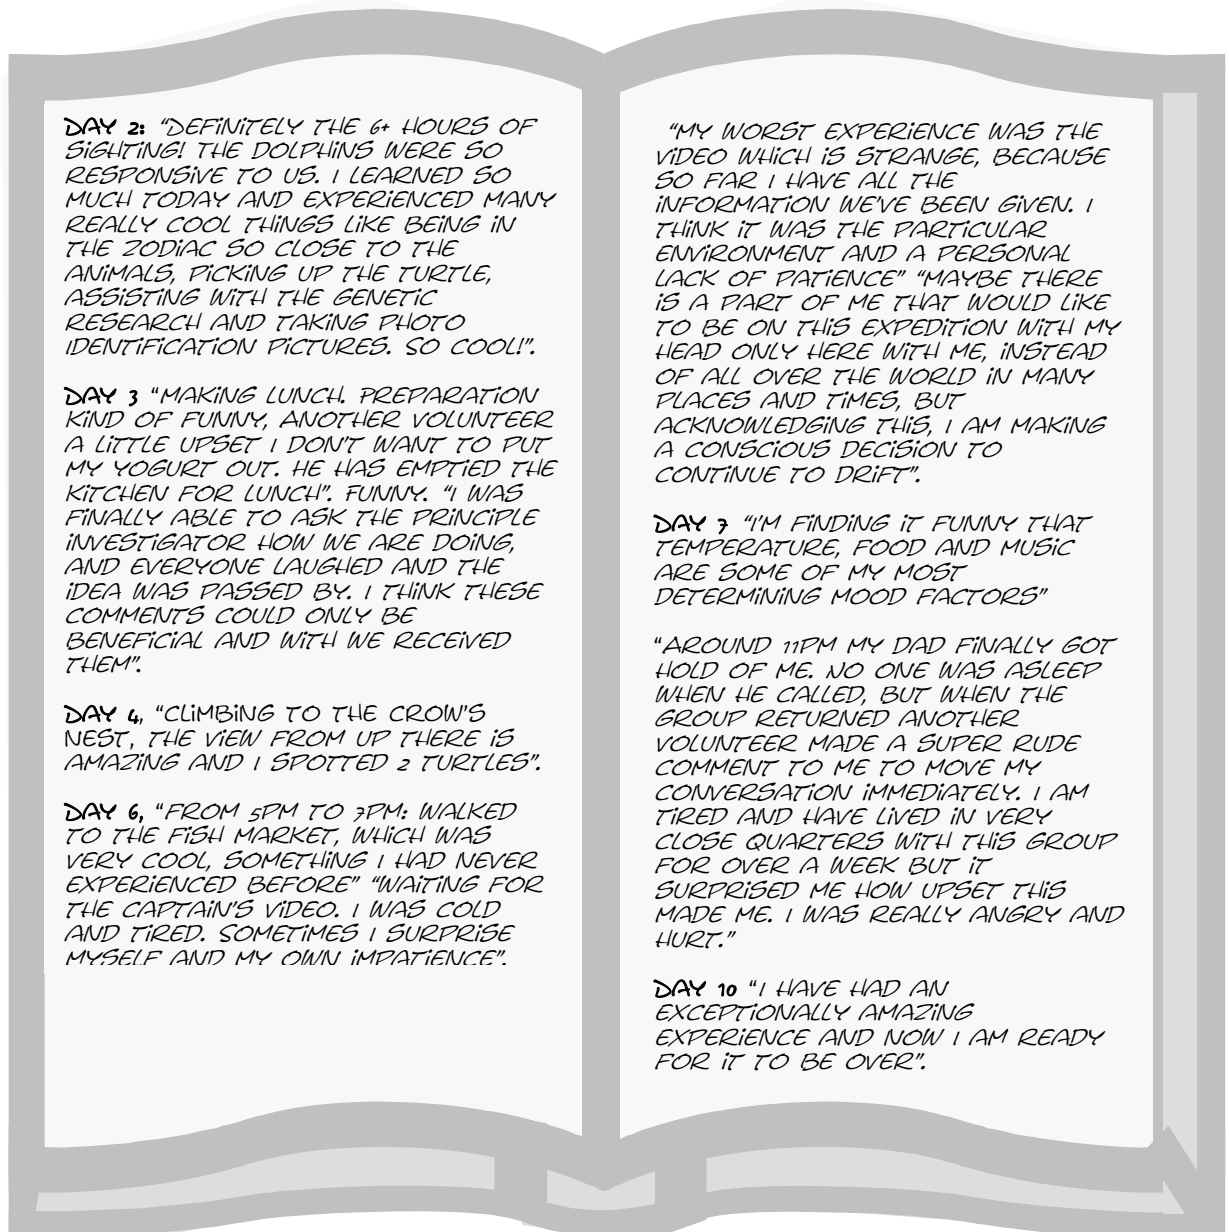 DAY 2: "DEFINITELY THE 6+ HOURS OF
SIGHTING! THE DOLPHINS WERE SO
RESPONSIVE TO US. I LEARNED SO
MUCH TODAY AND EXPERIENCED MANY
REALLY COOL THINGS LIKE BEING IN
THE ZODIAC SO CLOSE TO THE
ANIMALS, PICKING UP THE TURTLE,
ASSISTING WITH THE GENETIC
RESEARCH AND TAKING PHOTO
IDENTIFICATION PICTURES. SO COOL!".
DAY 3 "MAKING LUNCH. PREPARATION
KIND OF FUNNY, ANOTHER VOLUNTEER
A LITTLE UPSET I DON'T WANT TO PUT
MY YOGURT OUT. HE HAS EMPTIED THE
KITCHEN FOR LUNCH". FUNNY. "I WAS
FINALLY ABLE TO ASK THE PRINCIPLE
INVESTIGATOR HOW WE ARE DOING,
AND EVERYONE LAUGHED AND THE
IDEA WAS PASSED BY. I THINK THESE
COMMENTS COULD ONLY BE
BENEFICIAL AND WITH WE RECEIVED
THEM".
DAY 4, "CLIMBING TO THE CROW'S
NEST, THE VIEW FROM UP THERE IS
AMAZING AND I SPOTTED 2 TURTLES".
DAY 6, "FROM 5PM TO 7PM: WALKED
TO THE FISH MARKET, WHICH WAS
VERY COOL, SOMETHING I HAD NEVER
EXPERIENCED BEFORE" "WAITING FOR
THE CAPTAIN'S VIDEO. I WAS COLD
AND TIRED. SOMETIMES I SURPRISE
MYSELF AND MY OWN IMPATIENCE".
"MY WORST EXPERIENCE WAS THE
VIDEO WHICH IS STRANGE, BECAUSE
SO FAR I HAVE ALL THE
INFORMATION WE'VE BEEN GIVEN. I
THINK IT WAS THE PARTICULAR
ENVIRONMENT AND A PERSONAL
LACK OF PATIENCE" "MAYBE THERE
IS A PART OF ME THAT WOULD LIKE
TO BE ON THIS EXPEDITION WITH MY
HEAD ONLY HERE WITH ME, INSTEAD
OF ALL OVER THE WORLD IN MANY
PLACES AND TIMES, BUT
ACKNOWLEDGING THIS, I AM MAKING
A CONSCIOUS DECISION TO
CONTINUE TO DRIFT".
DAY 7 "I'M FINDING IT FUNNY THAT
TEMPERATURE, FOOD AND MUSIC
ARE SOME OF MY MOST
DETERMINING MOOD FACTORS"
"AROUND 11PM MY DAD FINALLY GOT
HOLD OF ME. NO ONE WAS ASLEEP
WHEN HE CALLED, BUT WHEN THE
GROUP RETURNED ANOTHER
VOLUNTEER MADE A SUPER RUDE
COMMENT TO ME TO MOVE MY
CONVERSATION IMMEDIATELY. I AM
TIRED AND HAVE LIVED IN VERY
CLOSE QUARTERS WITH THIS GROUP
FOR OVER A WEEK BUT IT
SURPRISED ME HOW UPSET THIS
MADE ME. I WAS REALLY ANGRY AND
HURT."
DAY 10 "I HAVE HAD AN
EXCEPTIONALLY AMAZING
EXPERIENCE AND NOW I AM READY
FOR IT TO BE OVER".